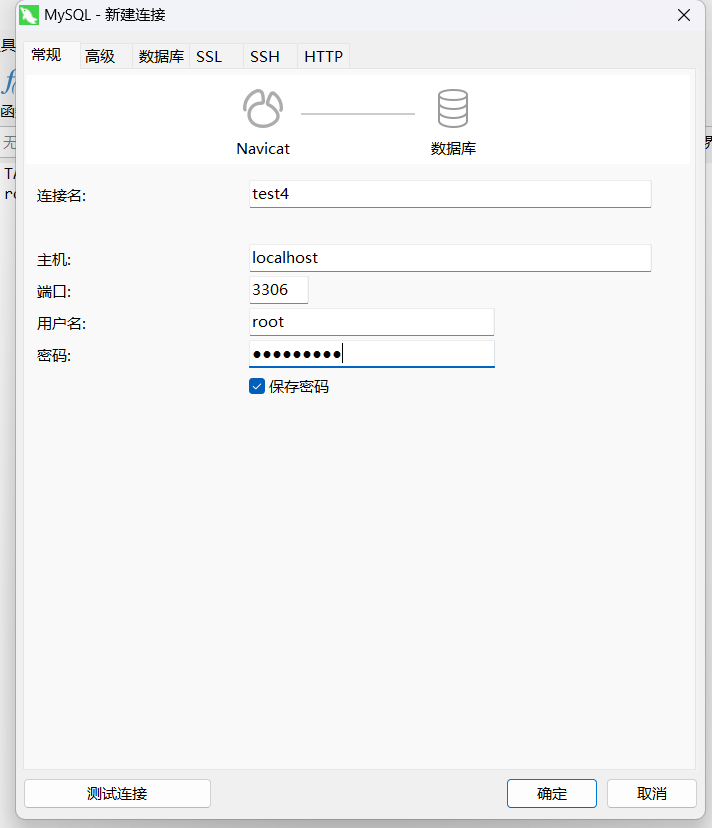 MySQL - 新建连接
常规 高级 数据库 SSL SSH HTTP
Navicat 数据库
连接名: test4
主机: localhost
端口: 3306
用户名: root
密码: ●●●●●●●●●
保存密码
测试连接 确定 取消
具
无